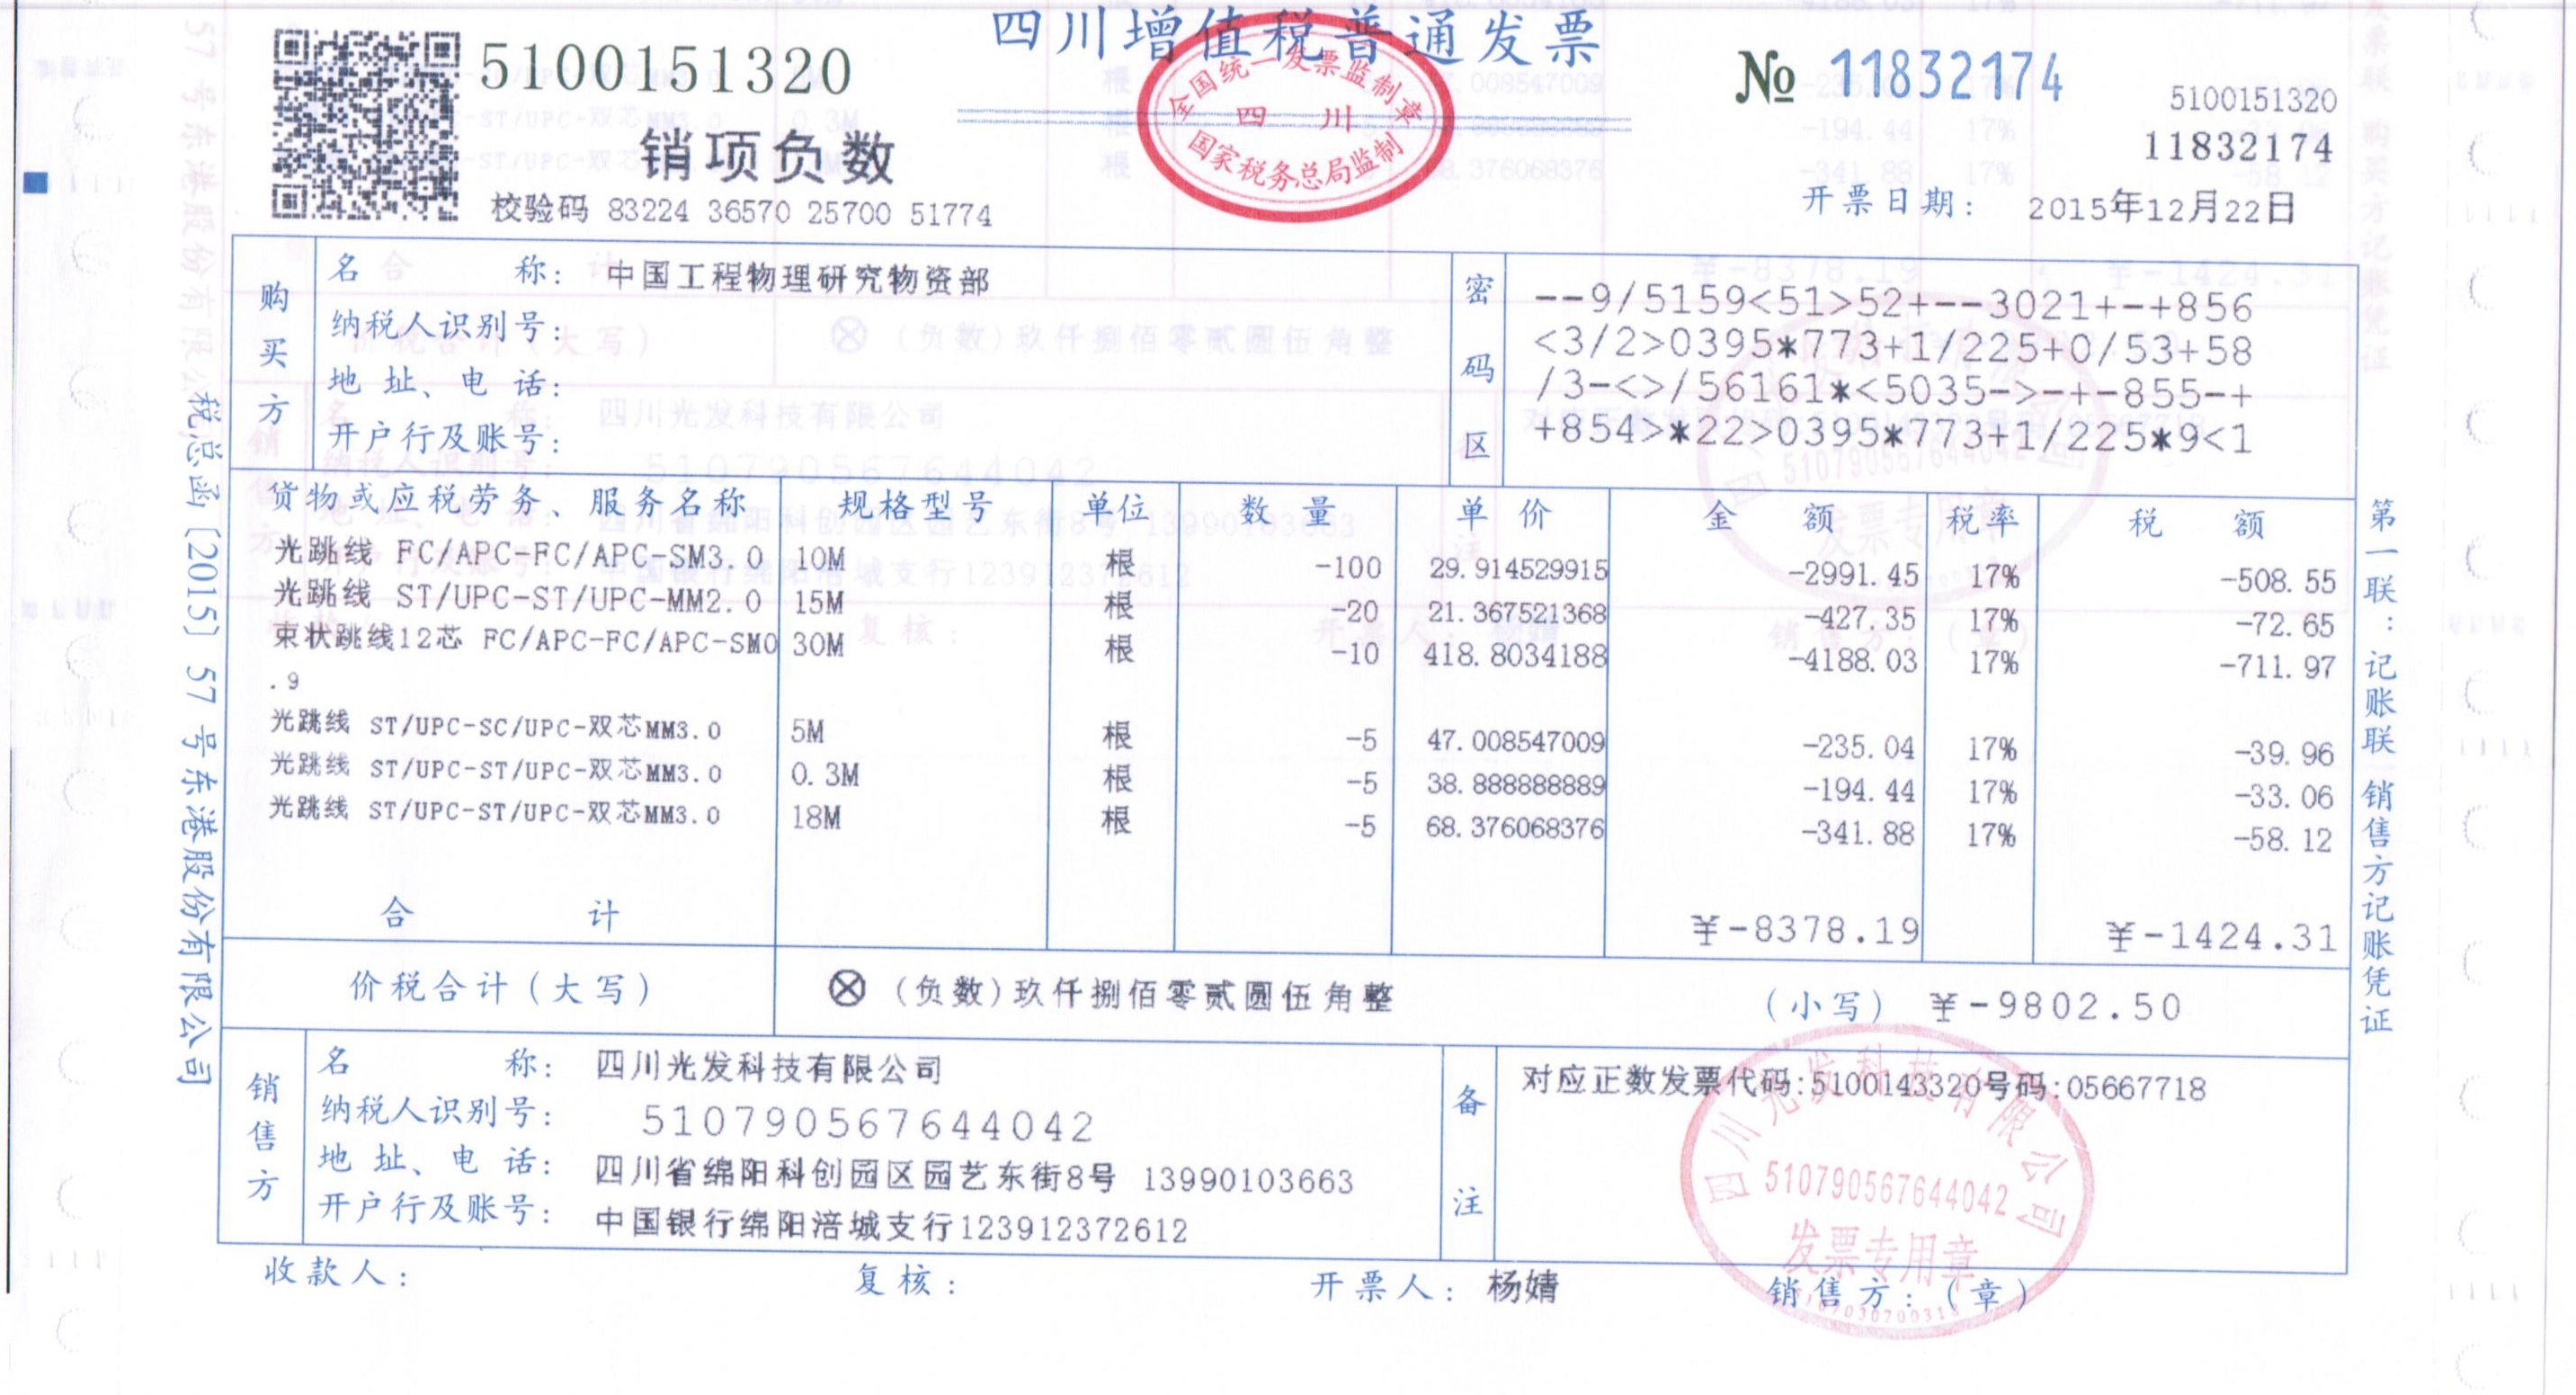 四川增值税普通发票
5100151320
№ 11832174
5100151320
11832174
销项负数
校验码 83224 36570 25700 51774
开票日期: 2015年12月22日
全国统一发票监制章
四 川
国家税务总局监制
购买方
名 称: 中国工程物理研究物资部
纳税人识别号:
地 址、电 话:
开户行及账号:
密码区
--9/5159<51>52+--3021+-+856
<3/2>0395*773+1/225+0/53+58
/3-<>/56161*<5035->-+-855-+
+854>*22>0395*773+1/225*9<1
货物或应税劳务、服务名称 规格型号 单位 数 量 单 价 金 额 税率 税 额
光跳线 FC/APC-FC/APC-SM3.0 10M 根 -100 29.914529915 -2991.45 17% -508.55
光跳线 ST/UPC-ST/UPC-MM2.0 15M 根 -20 21.367521368 -427.35 17% -72.65
束状跳线12芯 FC/APC-FC/APC-SM0 30M 根 -10 418.8034188 -4188.03 17% -711.97
.9
光跳线 ST/UPC-SC/UPC-双芯MM3.0 5M 根 -5 47.008547009 -235.04 17% -39.96
光跳线 ST/UPC-ST/UPC-双芯MM3.0 0.3M 根 -5 38.888888889 -194.44 17% -33.06
光跳线 ST/UPC-ST/UPC-双芯MM3.0 18M 根 -5 68.376068376 -341.88 17% -58.12
合 计 ¥-8378.19 ¥-1424.31
价税合计(大写) ⊗ (负数)玖仟捌佰零贰圆伍角整 (小写) ¥-9802.50
销售方
名 称: 四川光发科技有限公司
纳税人识别号: 510790567644042
地 址、电 话: 四川省绵阳科创园区园艺东街8号 13990103663
开户行及账号: 中国银行绵阳涪城支行123912372612
备注
对应正数发票代码:5100143320号码:05667718
四川光发科技有限公司
510790567644042
发票专用章
收款人: 复核: 开票人: 杨婧 销售方:(章)
税总函〔2015〕57号东港股份有限公司
第一联:记账联 销售方记账凭证